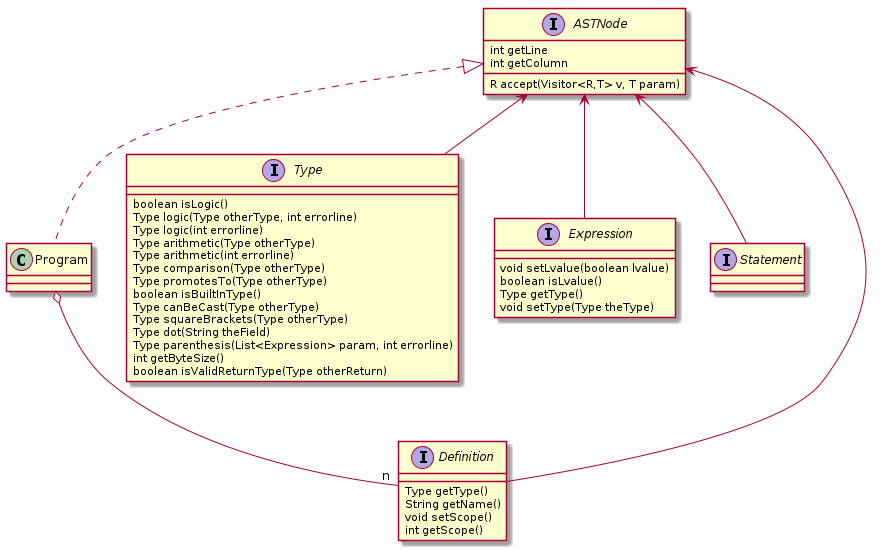 I ASTNode
int getLine
int getColumn
R accept(Visitor<R,T> v, T param)
I Type
boolean isLogic()
Type logic(Type otherType, int errorline)
Type logic(int errorline)
Type arithmetic(Type otherType)
Type arithmetic(int errorline)
Type comparison(Type otherType)
Type promotesTo(Type otherType)
boolean isBuiltInType()
Type canBeCast(Type otherType)
Type squareBrackets(Type otherType)
Type dot(String theField)
Type parenthesis(List<Expression> param, int errorline)
int getByteSize()
boolean isValidReturnType(Type otherReturn)
I Expression
void setLvalue(boolean lvalue)
boolean isLvalue()
Type getType()
void setType(Type theType)
I Statement
C Program
n
I Definition
Type getType()
String getName()
void setScope()
int getScope()